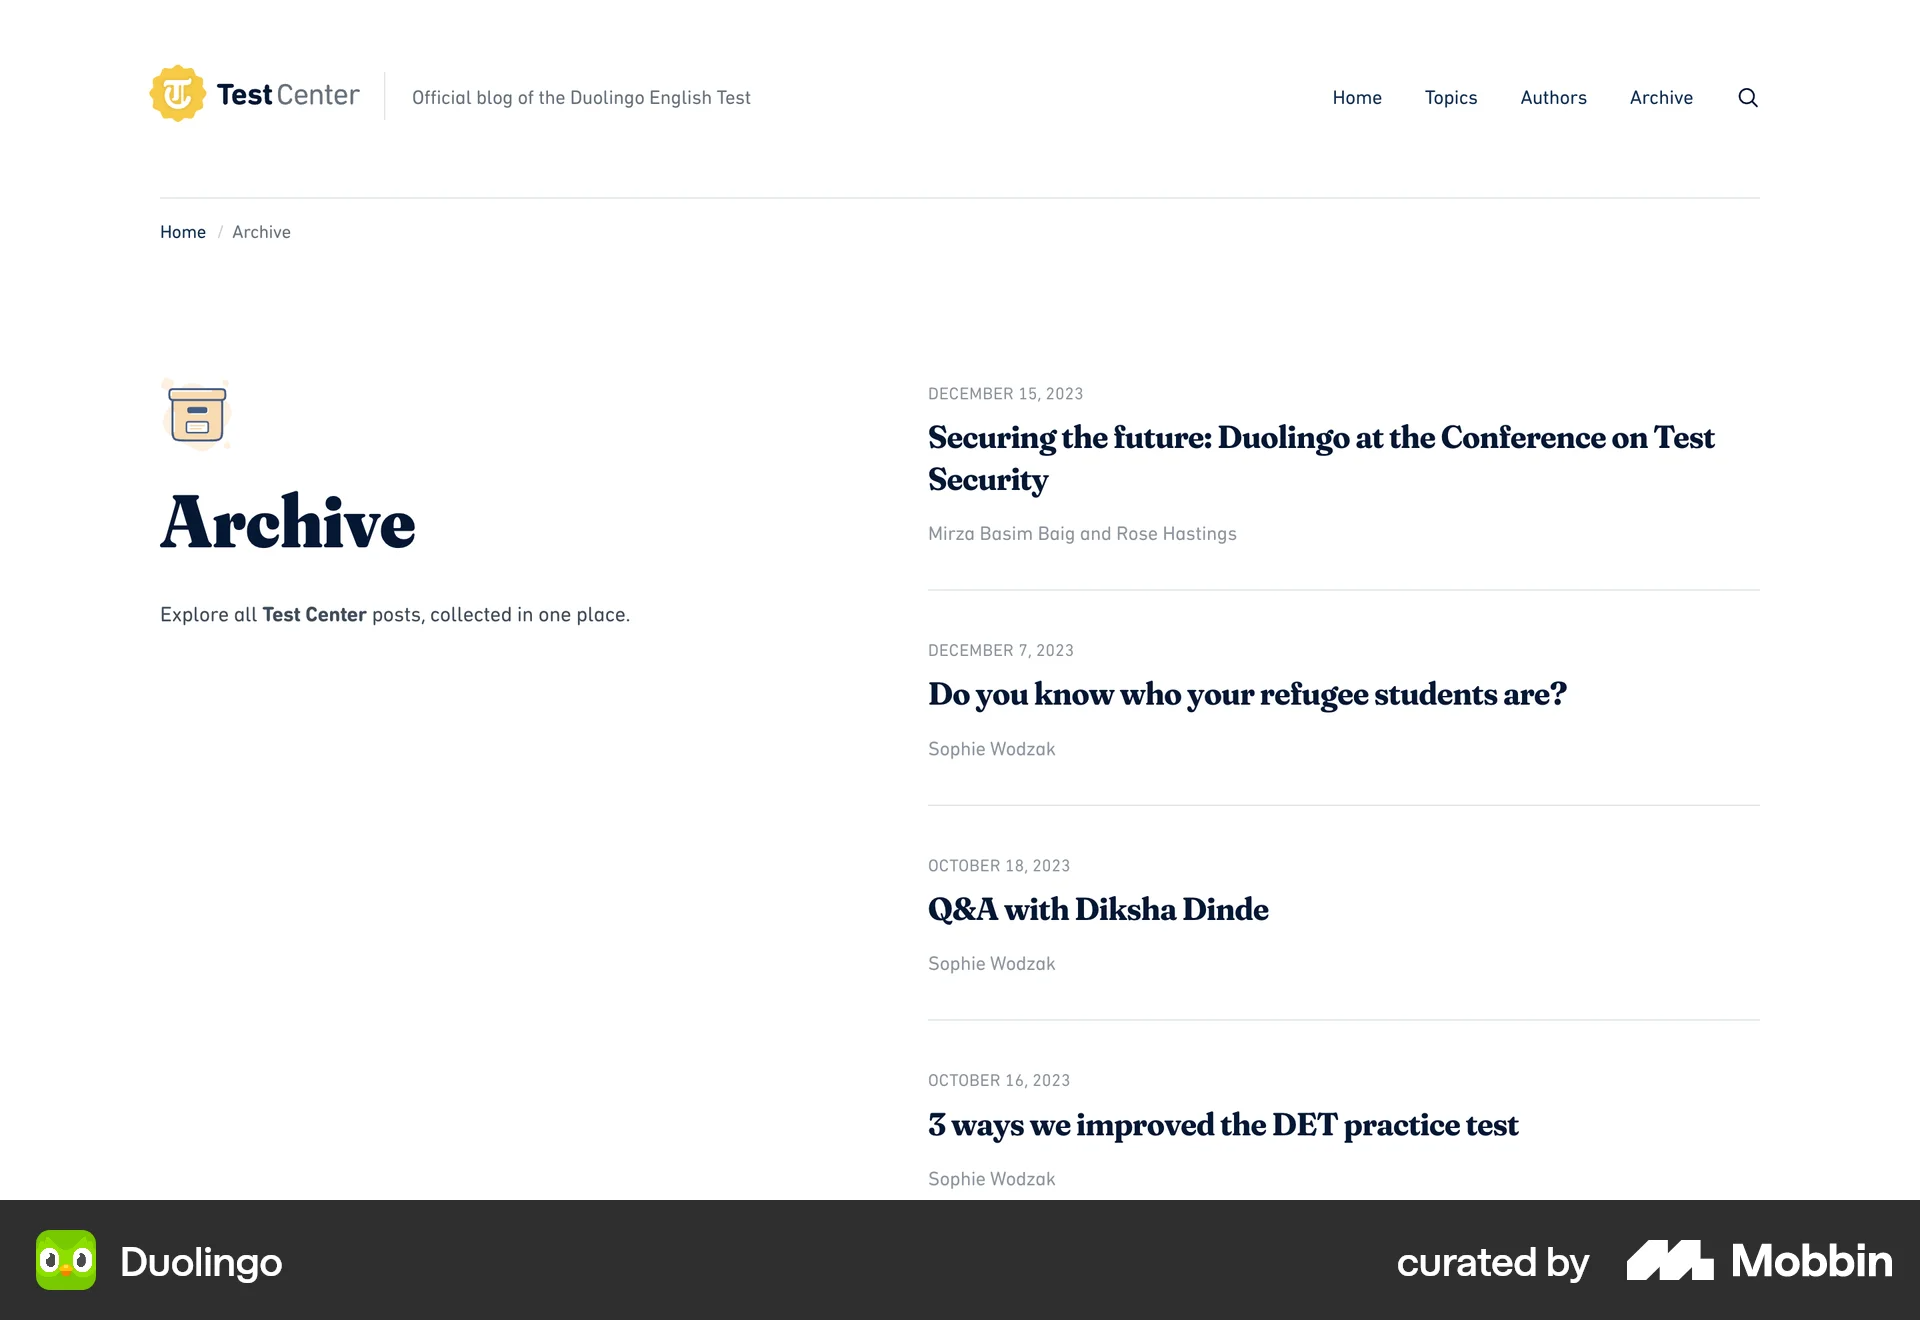 Test Center
Official blog of the Duolingo English Test
Home
Topics
Authors
Archive
Home / Archive
Archive
Explore all Test Center posts, collected in one place.
DECEMBER 15, 2023
Securing the future: Duolingo at the Conference on Test
Security
Mirza Basim Baig and Rose Hastings
DECEMBER 7, 2023
Do you know who your refugee students are?
Sophie Wodzak
OCTOBER 18, 2023
Q&A with Diksha Dinde
Sophie Wodzak
OCTOBER 16, 2023
3 ways we improved the DET practice test
Sophie Wodzak
Duolingo
curated by Mobbin